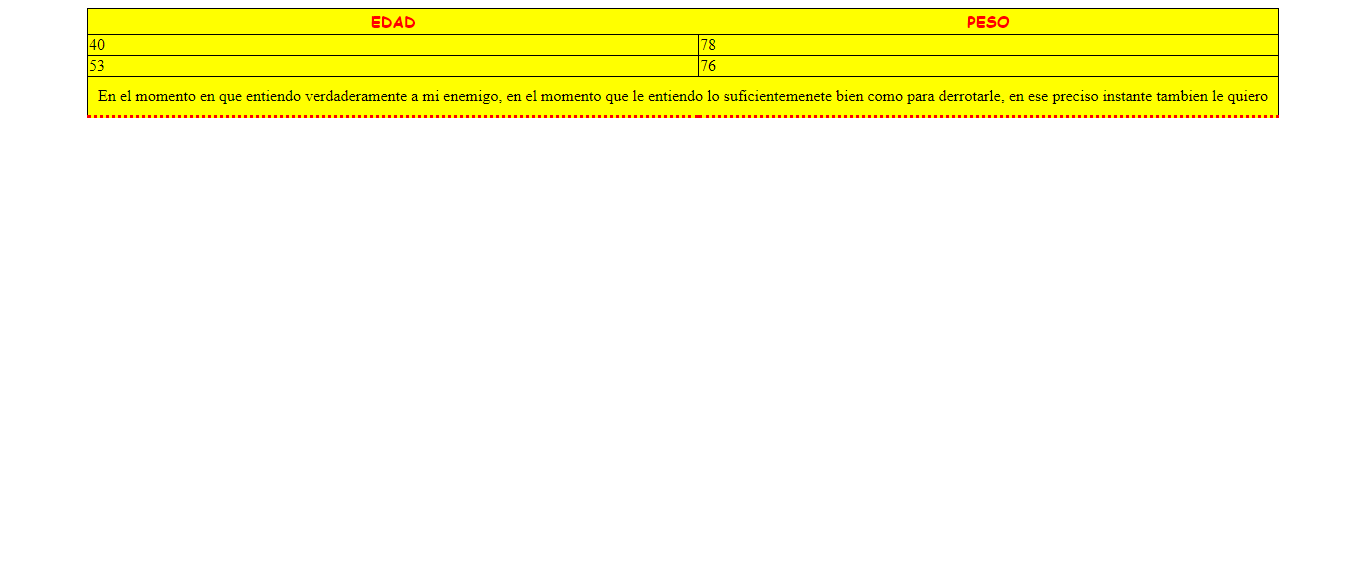 EDAD PESO
40 78
53 76
En el momento en que entiendo verdaderamente a mi enemigo, en el momento que le entiendo lo suficientemenete bien como para derrotarle, en ese preciso instante tambien le quiero